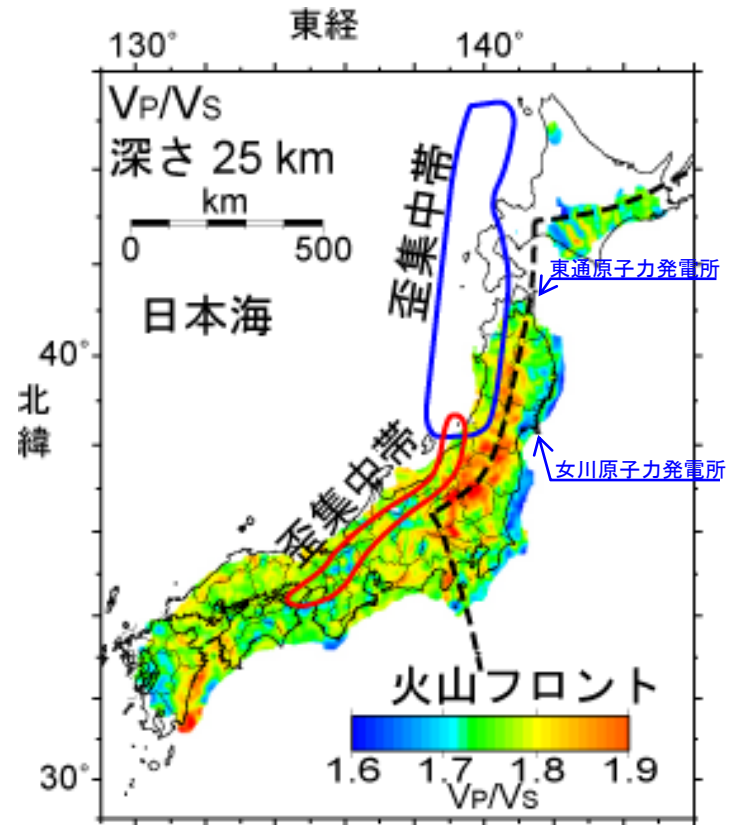 東経
130° 140°
VP/VS
深さ 25 km
km
0 500
歪集中帯
東通原子力発電所
日本海
40°
北緯
女川原子力発電所
歪集中帯
火山フロント
1.6 1.7 1.8 1.9
VP/VS
30°